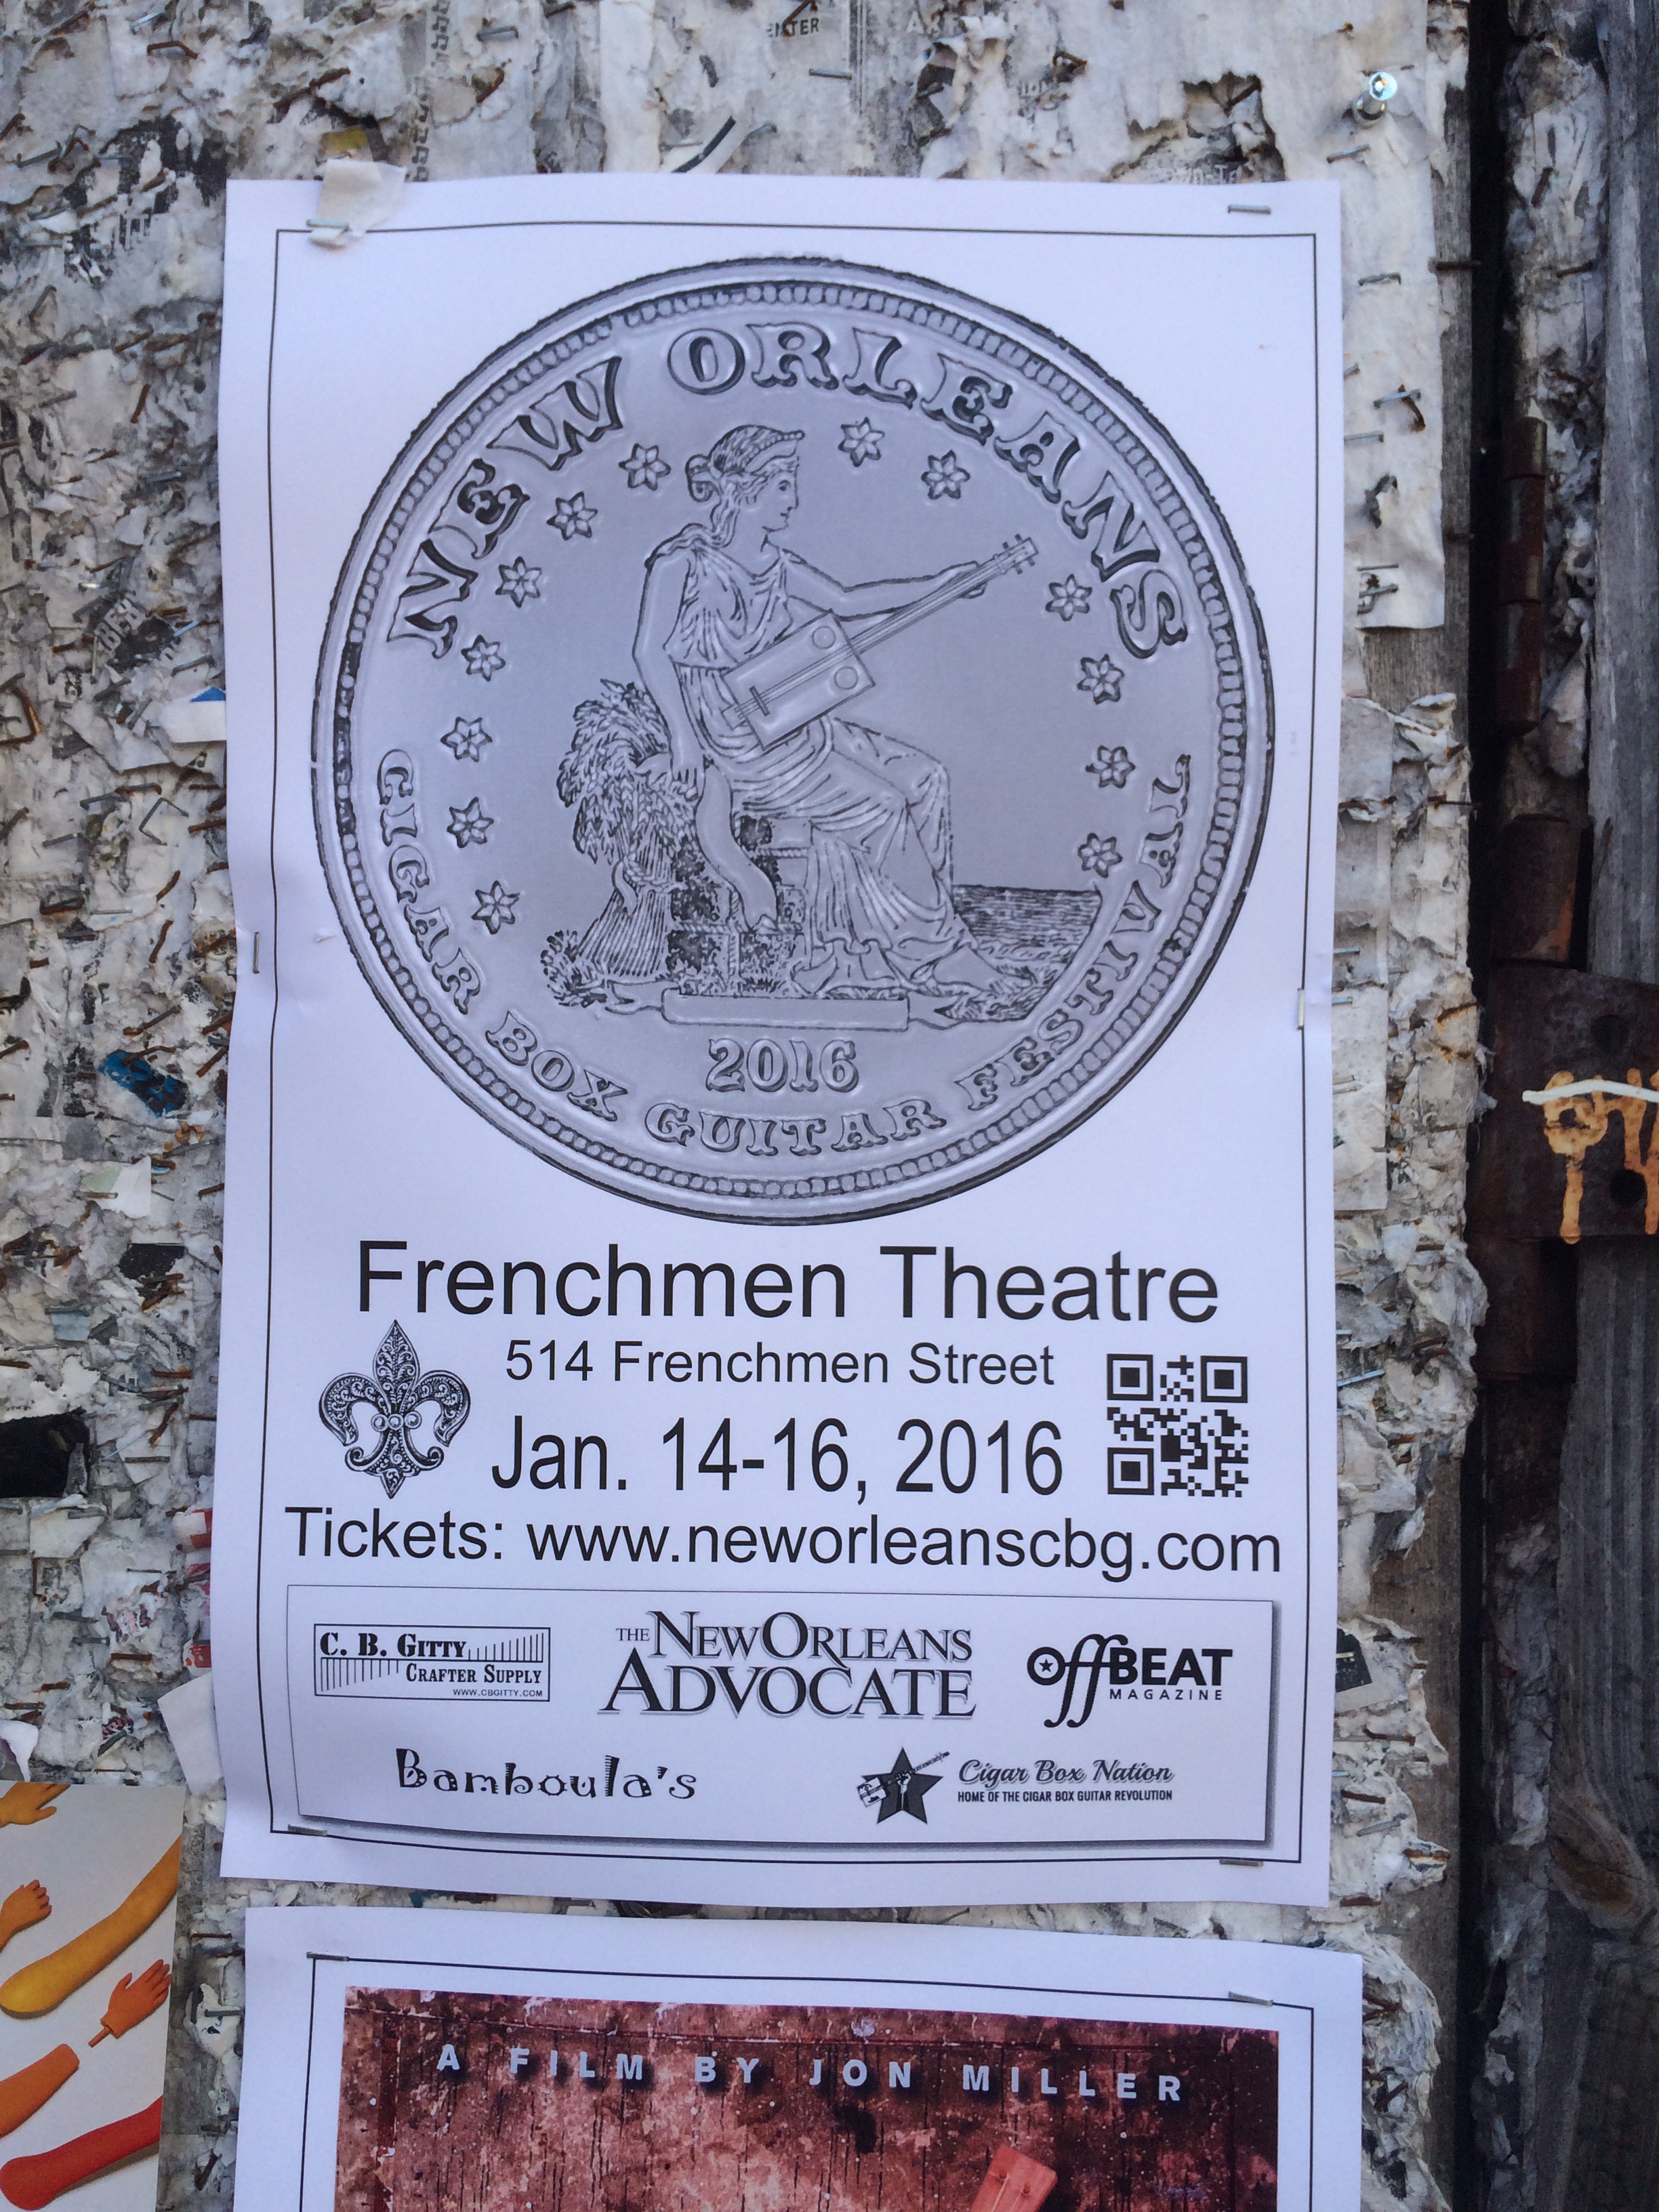 NEW ORLEANS
2016
CIGAR BOX GUITAR FESTIVAL
Frenchmen Theatre
514 Frenchmen Street
Jan. 14-16, 2016
Tickets: www.neworleanscbg.com
C. B. GITTY
CRAFTER SUPPLY
WWW.CBGITTY.COM
THE NEW ORLEANS
ADVOCATE
OffBEAT
MAGAZINE
Bamboula's
Cigar Box Nation
HOME OF THE CIGAR BOX GUITAR REVOLUTION
A FILM BY JON MILLER